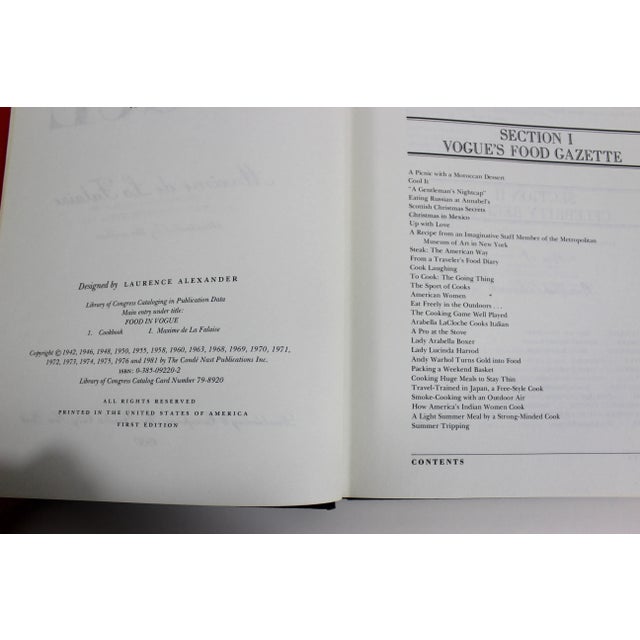 Maxime de la Falaise
Designed by LAURENCE ALEXANDER
Library of Congress Cataloging in Publication Data
Main entry under title:
FOOD IN VOGUE
1. Cookbook I. Maxime de La Falaise
Copyright © 1942, 1946, 1948, 1950, 1955, 1958, 1960, 1963, 1968, 1969, 1970, 1971,
1972, 1973, 1974, 1975, 1976 and 1981 by The Condé Nast Publications Inc.
ISBN: 0-385-09220-2
Library of Congress Catalog Card Number 79-8920
ALL RIGHTS RESERVED
PRINTED IN THE UNITED STATES OF AMERICA
FIRST EDITION
SECTION I
VOGUE'S FOOD GAZETTE
A Picnic with a Moroccan Dessert
Cool It
"A Gentleman's Nightcap"
Eating Russian at Annabel's
Scottish Christmas Secrets
Christmas in Mexico
Up with Love
A Recipe from an Imaginative Staff Member of the Metropolitan
Museum of Art in New York
Steak: The American Way
From a Traveler's Food Diary
Cook Laughing
To Cook: The Going Thing
The Sport of Cooks
American Women
Eat Freely in the Outdoors . . .
The Cooking Game Well Played
Arabella LaCloche Cooks Italian
A Pro at the Stove
Lady Arabella Boxer
Lady Lucinda Harrod
Andy Warhol Turns Gold into Food
Packing a Weekend Basket
Cooking Huge Meals to Stay Thin
Travel-Trained in Japan, a Free-Style Cook
Smoke-Cooking with an Outdoor Air
How America's Indian Women Cook
A Light Summer Meal by a Strong-Minded Cook
Summer Tripping
CONTENTS